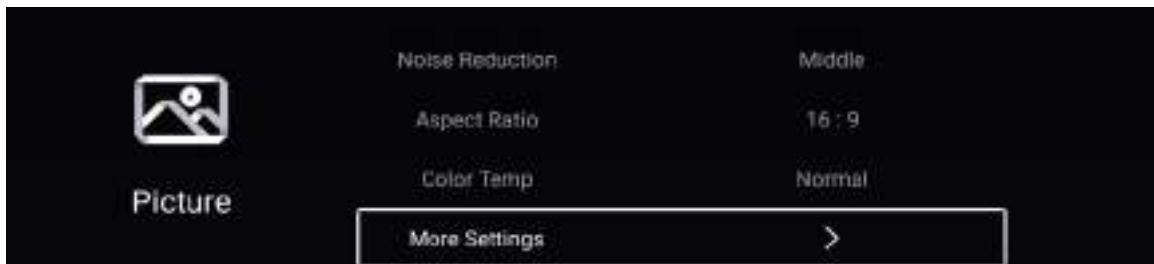 Noise Reduction Middle
Aspect Ratio 16 : 9
Color Temp Normal
Picture
More Settings >